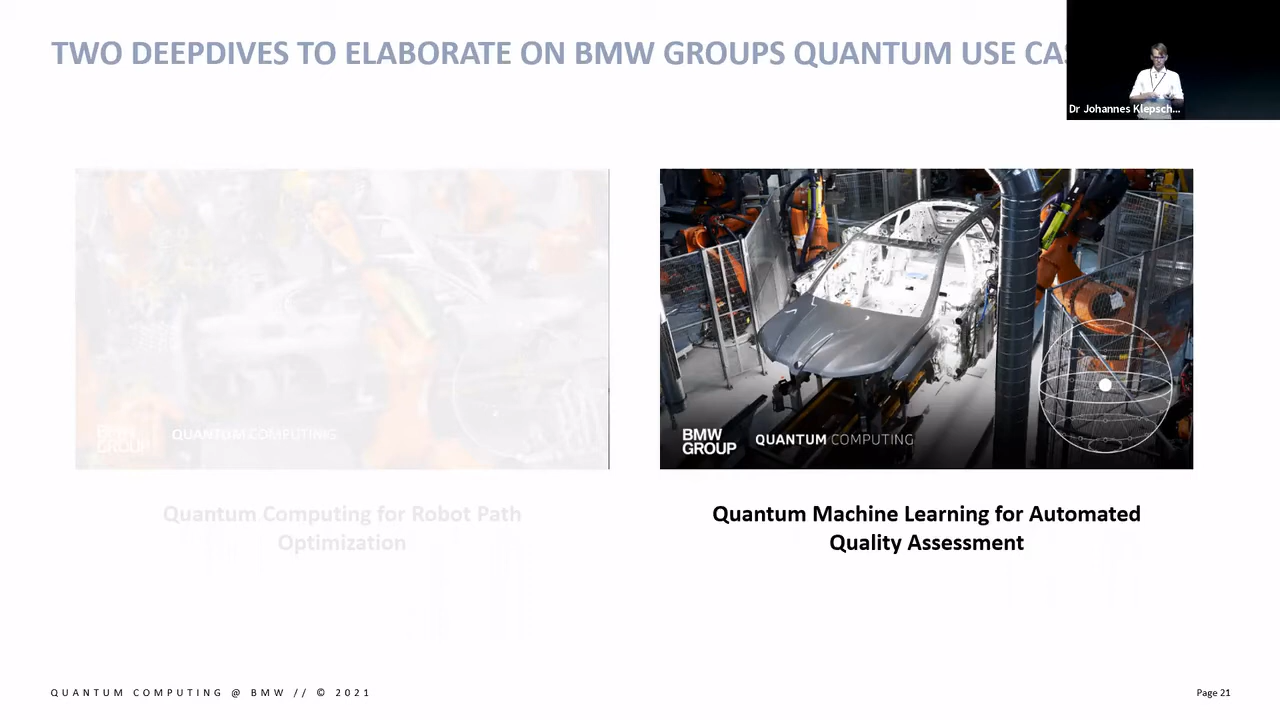 TWO DEEPDIVES TO ELABORATE ON BMW GROUPS QUANTUM USE CAS
Dr Johannes Klepsch...
BMW
GROUP
QUANTUM COMPUTING
BMW
GROUP
QUANTUM COMPUTING
Quantum Computing for Robot Path
Optimization
Quantum Machine Learning for Automated
Quality Assessment
QUANTUM COMPUTING @ BMW // © 2021
Page 21